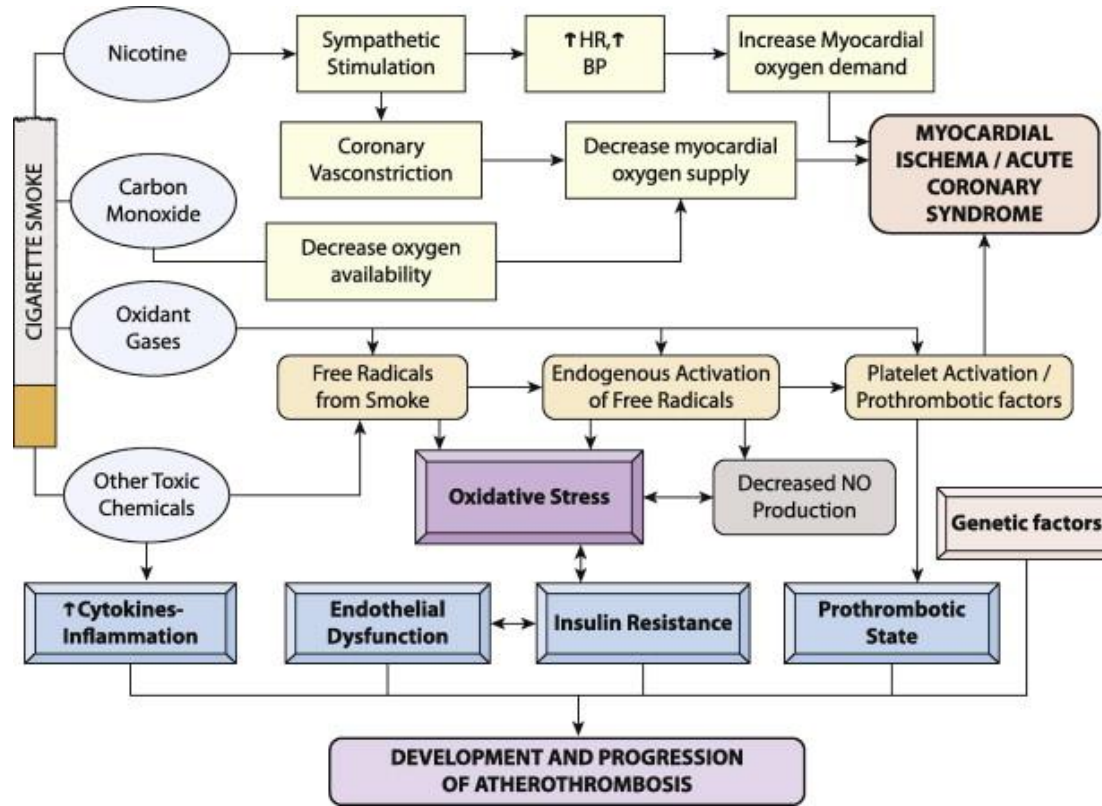 Nicotine
Sympathetic
Stimulation
↑HR,↑
BP
Increase Myocardial
oxygen demand
CIGARETTE SMOKE
Coronary
Vasconstriction
Decrease myocardial
oxygen supply
MYOCARDIAL
ISCHEMA / ACUTE
CORONARY
SYNDROME
Carbon
Monoxide
Decrease oxygen
availability
Oxidant
Gases
Free Radicals
from Smoke
Endogenous Activation
of Free Radicals
Platelet Activation /
Prothrombotic factors
Other Toxic
Chemicals
Oxidative Stress
Decreased NO
Production
Genetic factors
↑Cytokines-
Inflammation
Endothelial
Dysfunction
Insulin Resistance
Prothrombotic
State
DEVELOPMENT AND PROGRESSION
OF ATHEROTHROMBOSIS